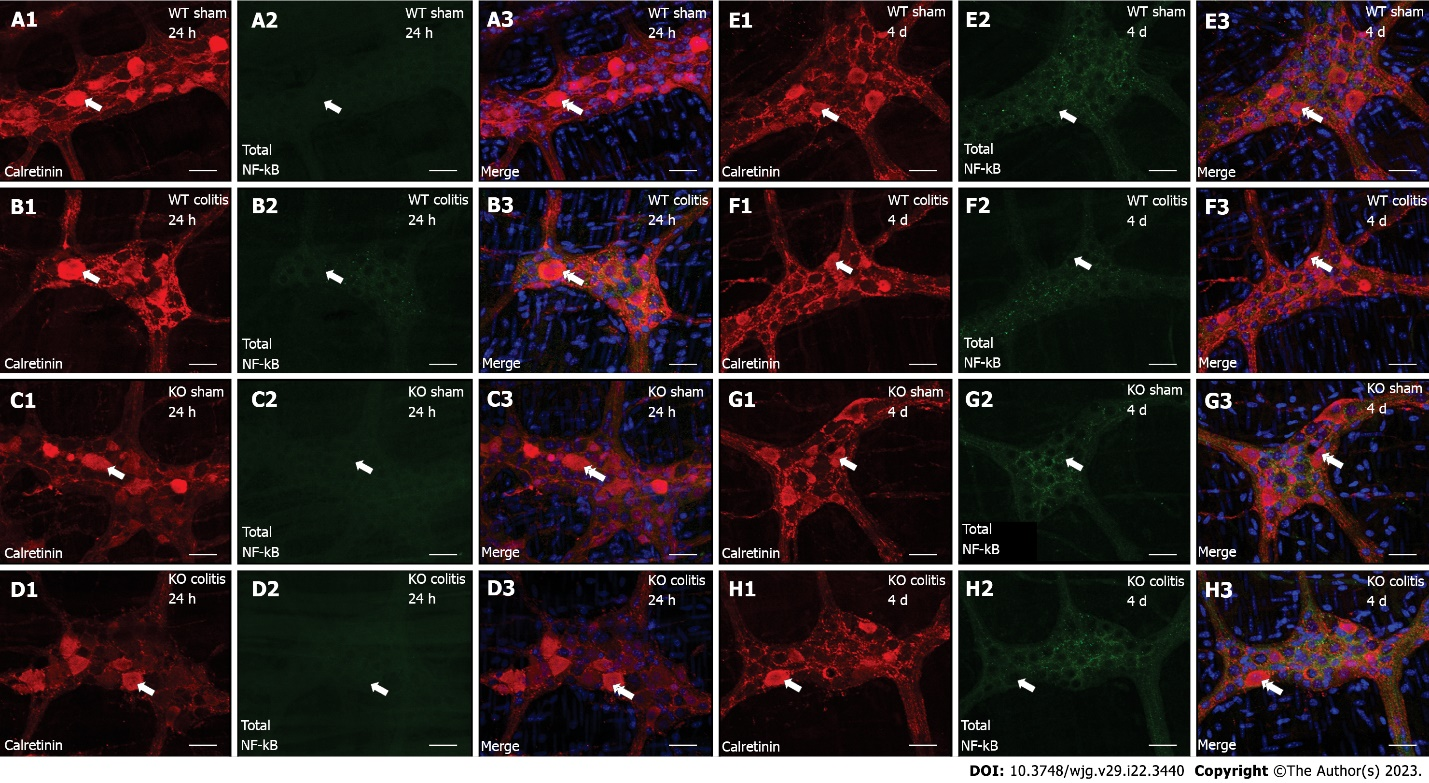 A1 WT sham
24 h
Calretinin
A2 WT sham
24 h
Total
NF-kB
A3 WT sham
24 h
Merge
E1 WT sham
4 d
Calretinin
E2 WT sham
4 d
Total
NF-kB
E3 WT sham
4 d
Merge
B1 WT colitis
24 h
Calretinin
B2 WT colitis
24 h
Total
NF-kB
B3 WT colitis
24 h
Merge
F1 WT colitis
4 d
Calretinin
F2 WT colitis
4 d
Total
NF-kB
F3 WT colitis
4 d
Merge
C1 KO sham
24 h
Calretinin
C2 KO sham
24 h
Total
NF-kB
C3 KO sham
24 h
Merge
G1 KO sham
4 d
Calretinin
G2 KO sham
4 d
Total
NF-kB
G3 KO sham
4 d
Merge
D1 KO colitis
24 h
Calretinin
D2 KO colitis
24 h
Total
NF-kB
D3 KO colitis
24 h
Merge
H1 KO colitis
4 d
Calretinin
H2 KO colitis
4 d
Total
NF-kB
H3 KO colitis
4 d
Merge
DOI: 10.3748/wjg.v29.i22.3440 Copyright ©The Author(s) 2023.